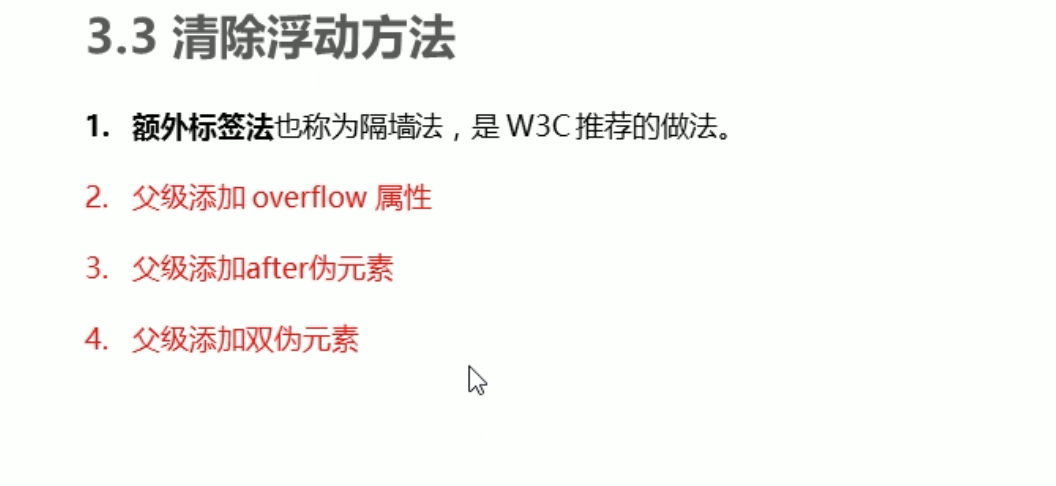 3.3 清除浮动方法
1. 额外标签法也称为隔墙法，是 W3C 推荐的做法。
2. 父级添加 overflow 属性
3. 父级添加after伪元素
4. 父级添加双伪元素